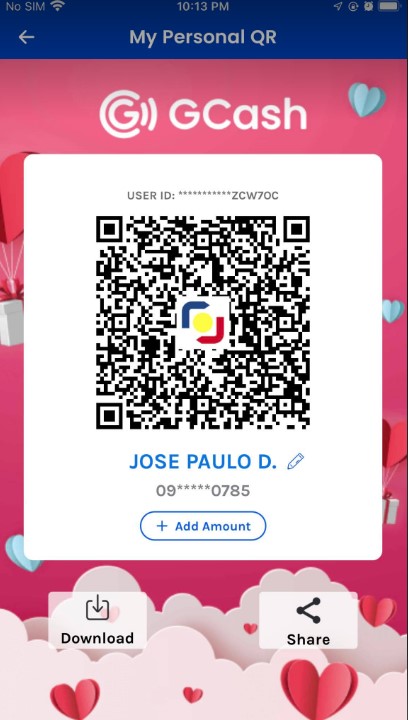 No SIM 10:13 PM
My Personal QR
GCash
USER ID: ***********ZCW7OC
JOSE PAULO D.
09*****0785
+ Add Amount
Download
Share